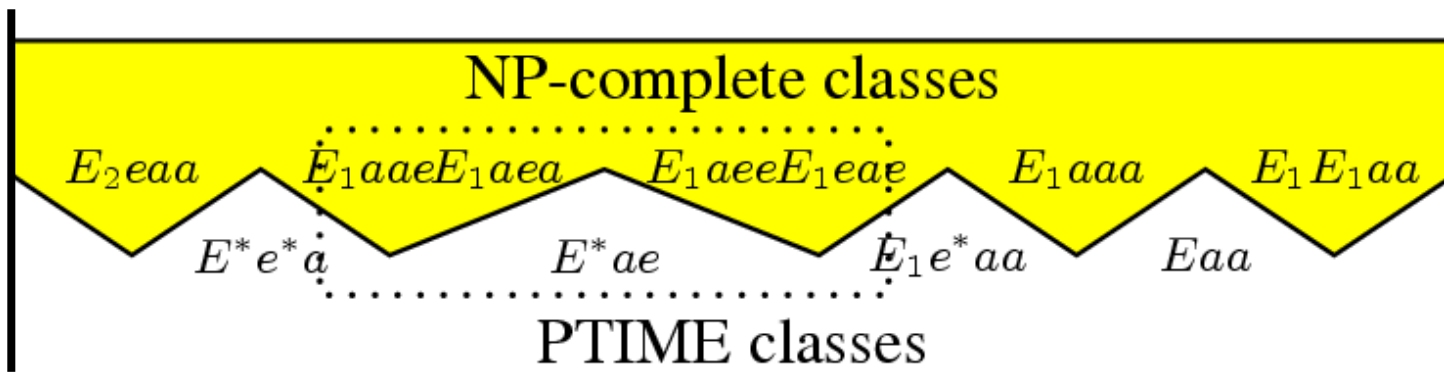 NP-complete classes
E₂eaa E₁aaeE₁aea E₁aeeE₁eae E₁aaa E₁E₁aa
E*e*a E*ae E₁e*aa Eaa
PTIME classes